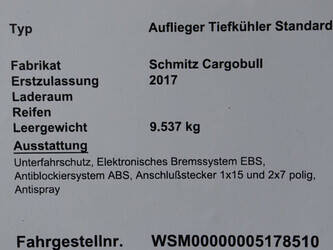 Typ Auflieger Tiefkühler Standard
Fabrikat Schmitz Cargobull
Erstzulassung 2017
Laderaum
Reifen
Leergewicht 9.537 kg
Ausstattung
Unterfahrschutz, Elektronisches Bremssystem EBS,
Antiblockiersystem ABS, Anschlußstecker 1x15 und 2x7 polig,
Antispray
Fahrgestellnr. WSM00000005178510